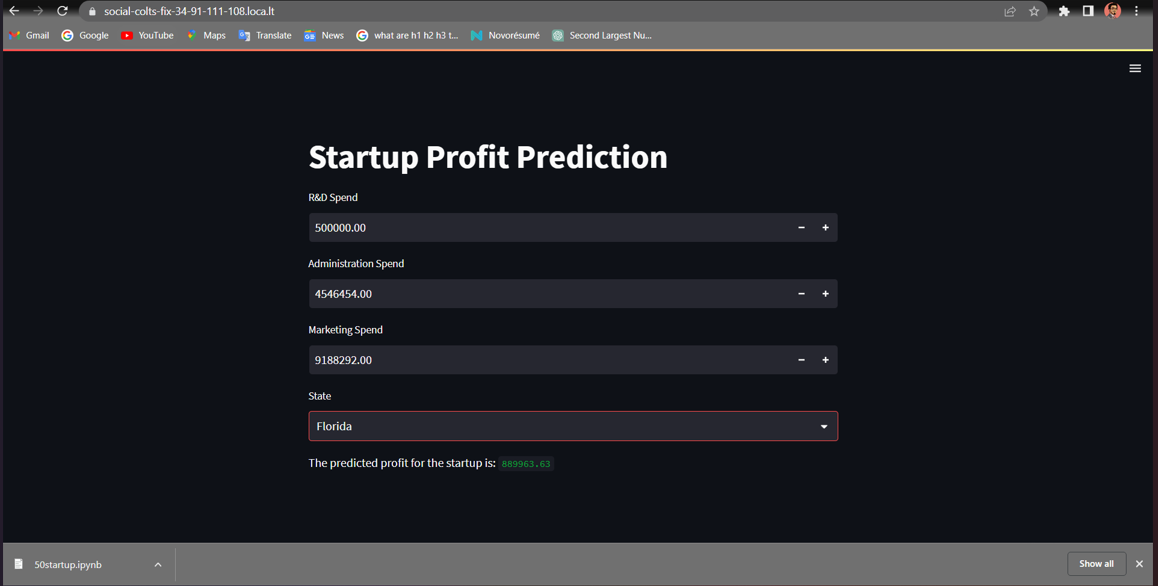 social-colts-fix-34-91-111-108.loca.lt
Gmail Google YouTube Maps Translate News what are h1 h2 h3 t... Novorésumé Second Largest Nu...
Startup Profit Prediction
R&D Spend
500000.00
Administration Spend
4546454.00
Marketing Spend
9188292.00
State
Florida
The predicted profit for the startup is: 889963.63
50startup.ipynb
Show all